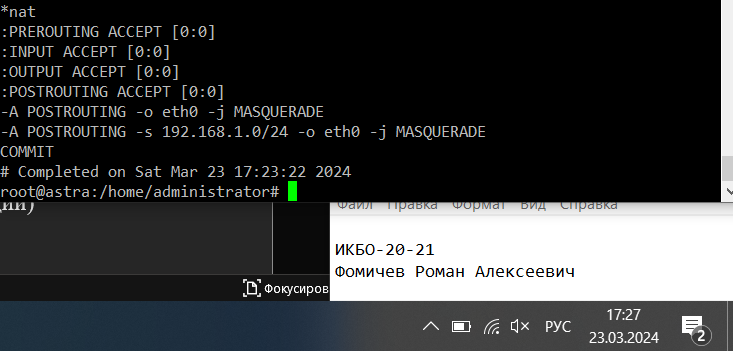 *nat
:PREROUTING ACCEPT [0:0]
:INPUT ACCEPT [0:0]
:OUTPUT ACCEPT [0:0]
:POSTROUTING ACCEPT [0:0]
-A POSTROUTING -o eth0 -j MASQUERADE
-A POSTROUTING -s 192.168.1.0/24 -o eth0 -j MASQUERADE
COMMIT
# Completed on Sat Mar 23 17:23:22 2024
root@astra:/home/administrator#
Файл Правка Формат Вид Справка
ИКБО-20-21
Фомичев Роман Алексеевич
Фокусиров
РУС
17:27
23.03.2024
2